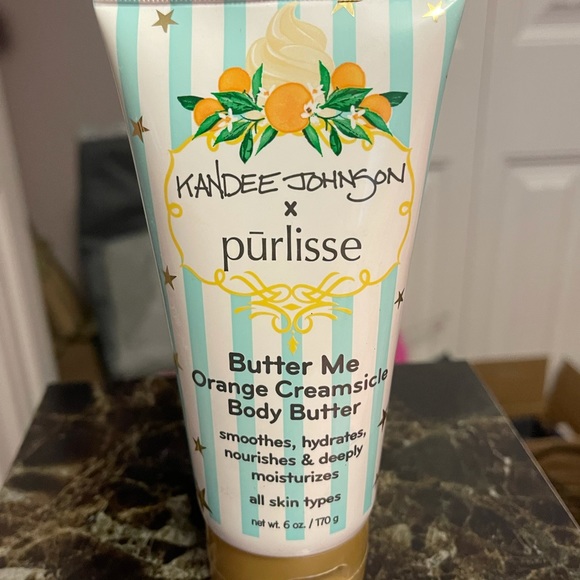 KANDEE JOHNSON
x
pūrlisse
Butter Me
Orange Creamsicle
Body Butter
smoothes, hydrates,
nourishes & deeply
moisturizes
all skin types
net wt. 6 oz. / 170 g